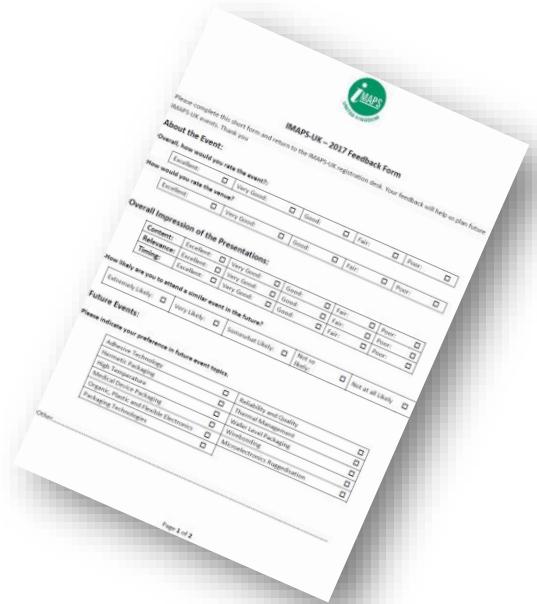 iMAPS
UNITED KINGDOM
IMAPS-UK – 2017 Feedback Form
Please complete this short form and return to the IMAPS-UK registration desk. Your feedback will help us plan future
IMAPS-UK events. Thank you
About the Event:
Overall, how would you rate the event?:
Excellent: Very Good: Good: Fair: Poor:
How would you rate the venue?:
Excellent: Very Good: Good: Fair: Poor:
Overall Impression of the Presentations:
Content: Excellent: Very Good: Good: Fair: Poor:
Relevance: Excellent: Very Good: Good: Fair: Poor:
Timing: Excellent: Very Good: Good: Fair: Poor:
How likely are you to attend a similar event in the future?
Extremely Likely: Very Likely: Somewhat Likely: Not so likely: Not at all Likely
Future Events:
Please indicate your preference in future event topics.
Adhesive Technology Reliability and Quality
Hermetic Packaging Thermal Management
High Temperature Wafer Level Packaging
Medical Device Packaging Wirebonding
Organic, Plastic and Flexible Electronics Microelectronics Ruggedisation
Packaging Technologies
Other
Page 1 of 2